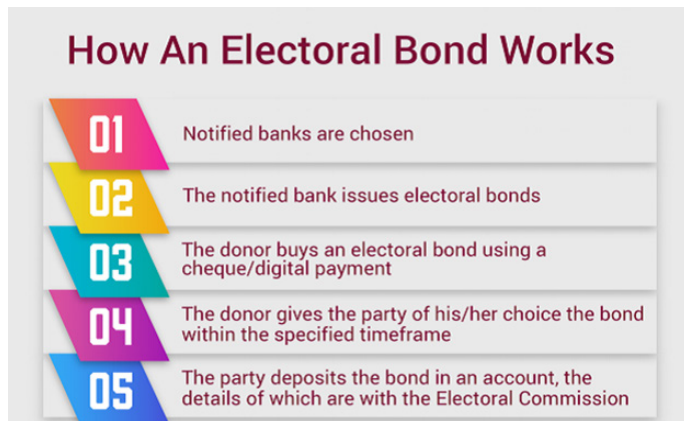 How An Electoral Bond Works
01
Notified banks are chosen
02
The notified bank issues electoral bonds
03
The donor buys an electoral bond using a
cheque/digital payment
04
The donor gives the party of his/her choice the bond
within the specified timeframe
05
The party deposits the bond in an account, the
details of which are with the Electoral Commission